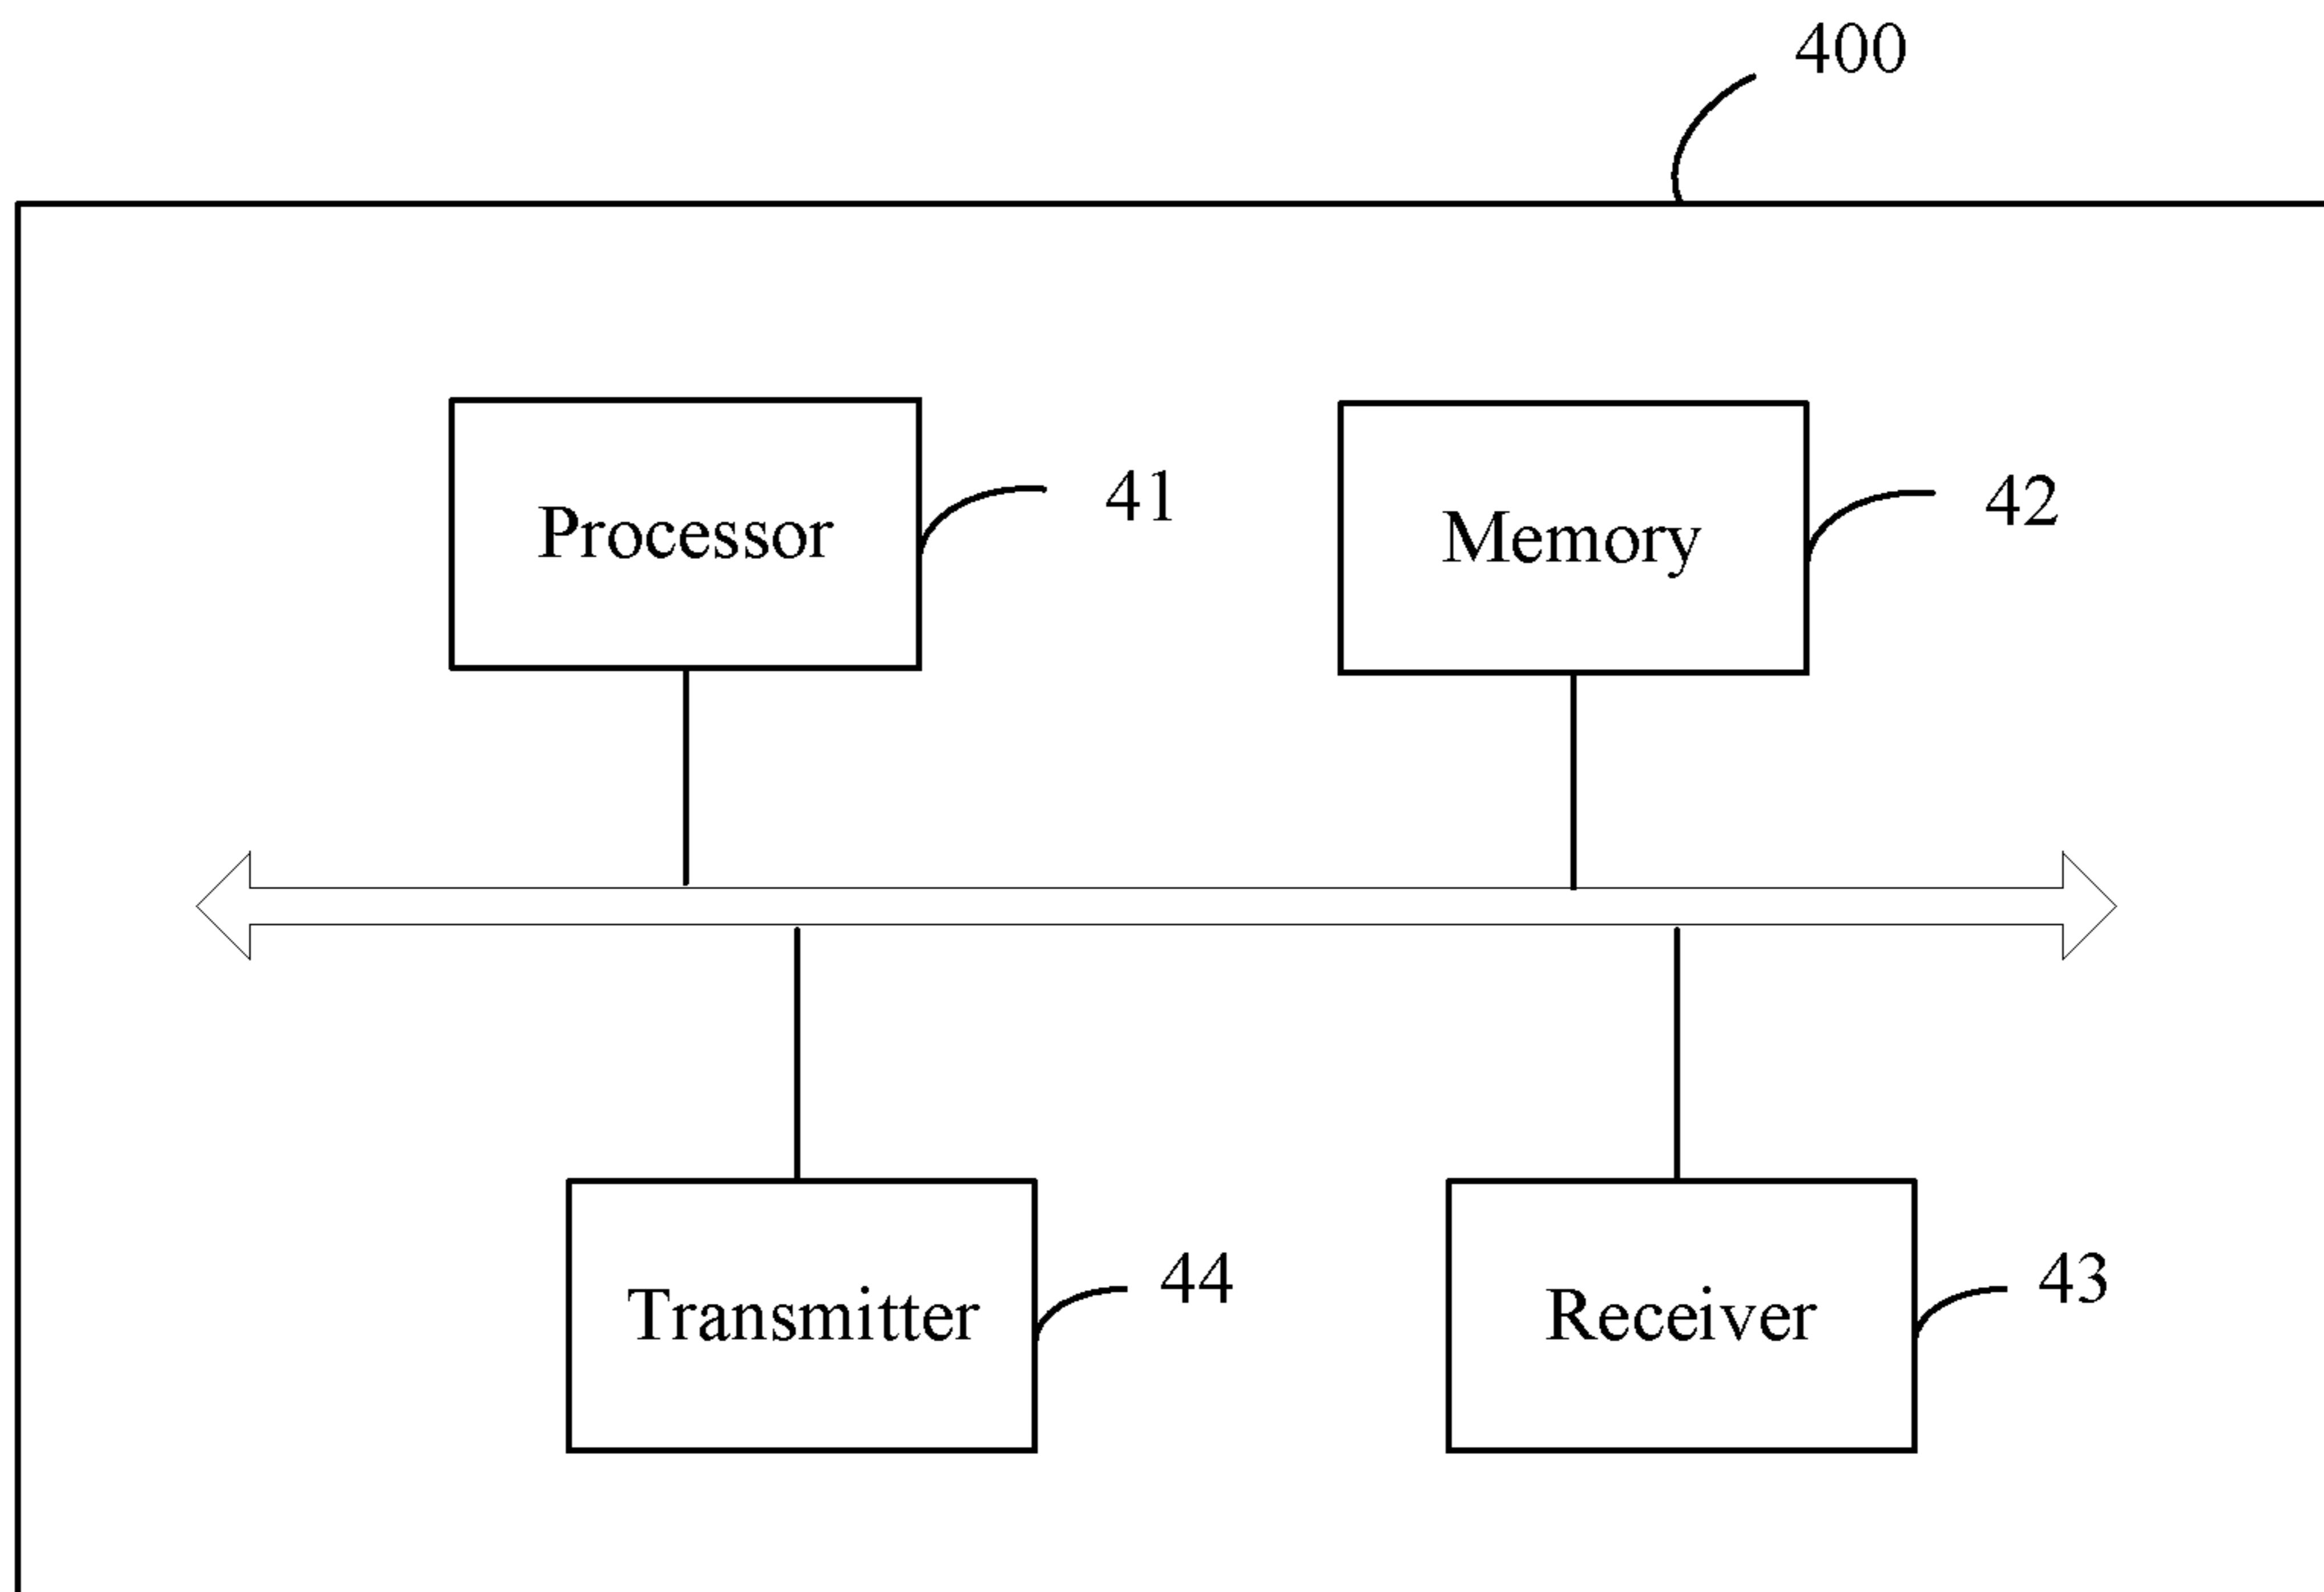 400
Processor
41
Memory
42
Transmitter
44
Receiver
43